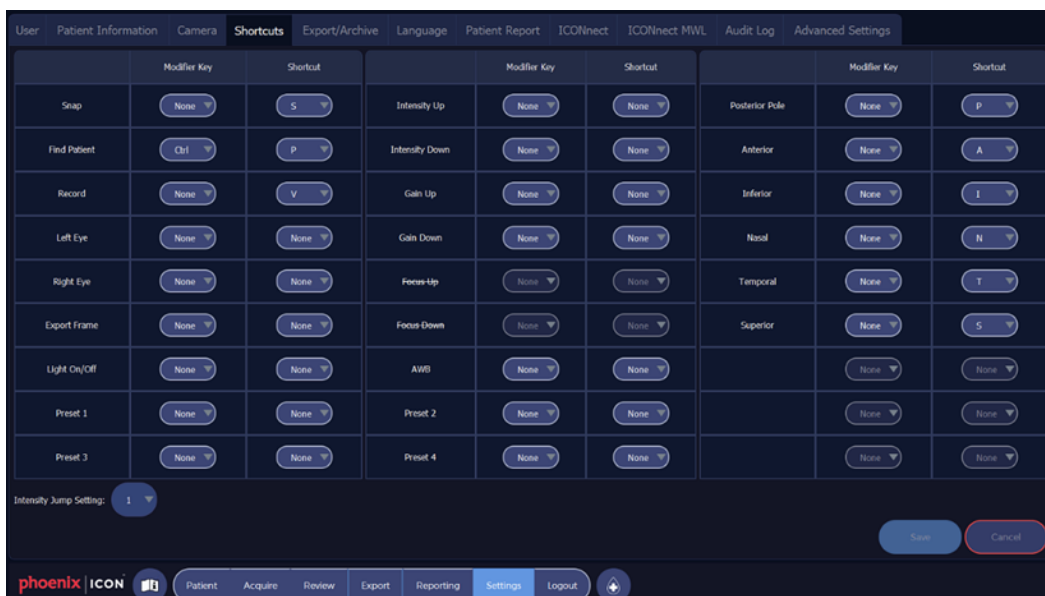 User Patient Information Camera Shortcuts Export/Archive Language Patient Report ICONnect ICONnect MWL Audit Log Advanced Settings
Modifier Key Shortcut Modifier Key Shortcut Modifier Key Shortcut
Snap None S Intensity Up None None Posterior Pole None P
Find Patient Ctrl P Intensity Down None None Anterior None A
Record None V Gain Up None None Inferior None I
Left Eye None None Gain Down None None Nasal None N
Right Eye None None Focus Up None None Temporal None T
Export Frame None None Focus Down None None Superior None S
Light On/Off None None AWB None None None None
Preset 1 None None Preset 2 None None None None
Preset 3 None None Preset 4 None None None None
Intensity Jump Setting: 1
Save Cancel
phoenix ICON Patient Acquire Review Export Reporting Settings Logout